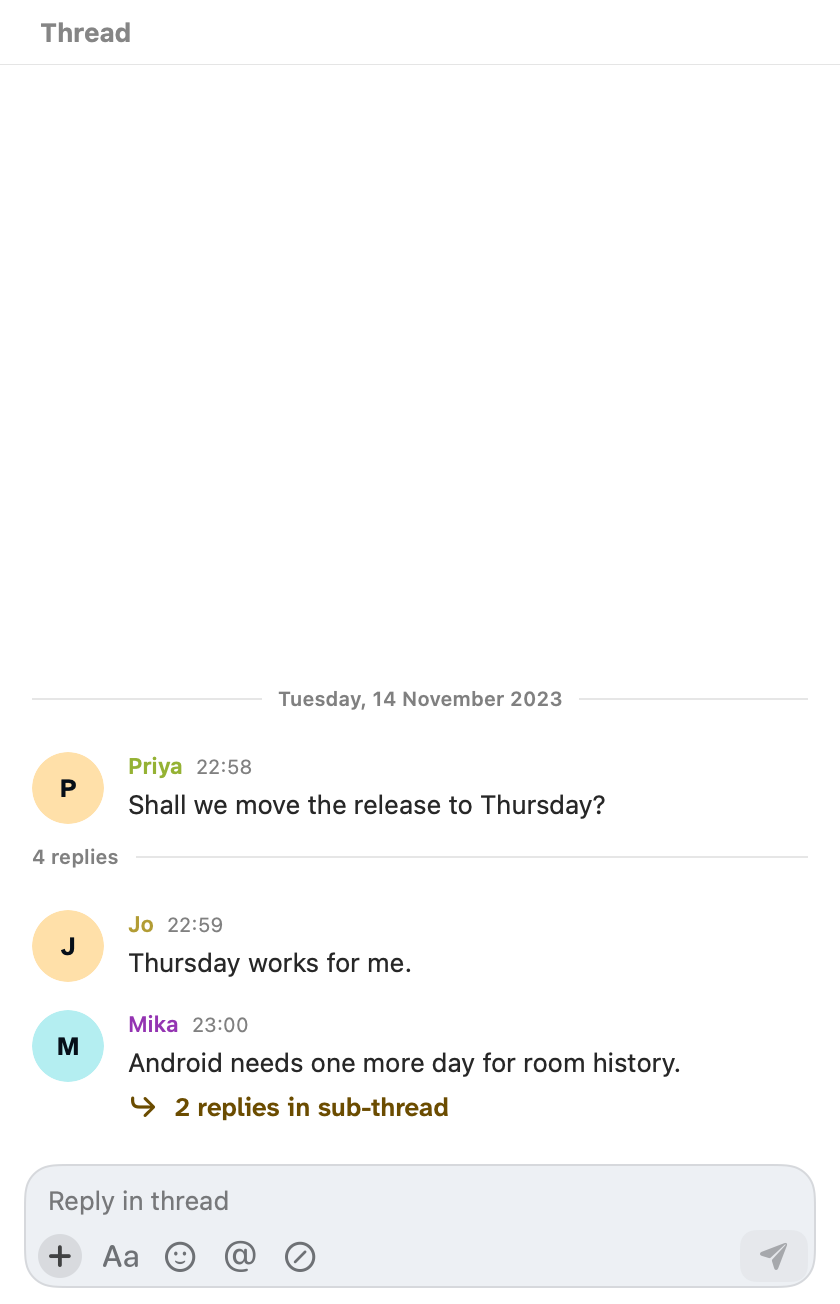 Thread
Tuesday, 14 November 2023
P
Priya 22:58
Shall we move the release to Thursday?
4 replies
J
Jo 22:59
Thursday works for me.
M
Mika 23:00
Android needs one more day for room history.
2 replies in sub-thread
Reply in thread
Aa @